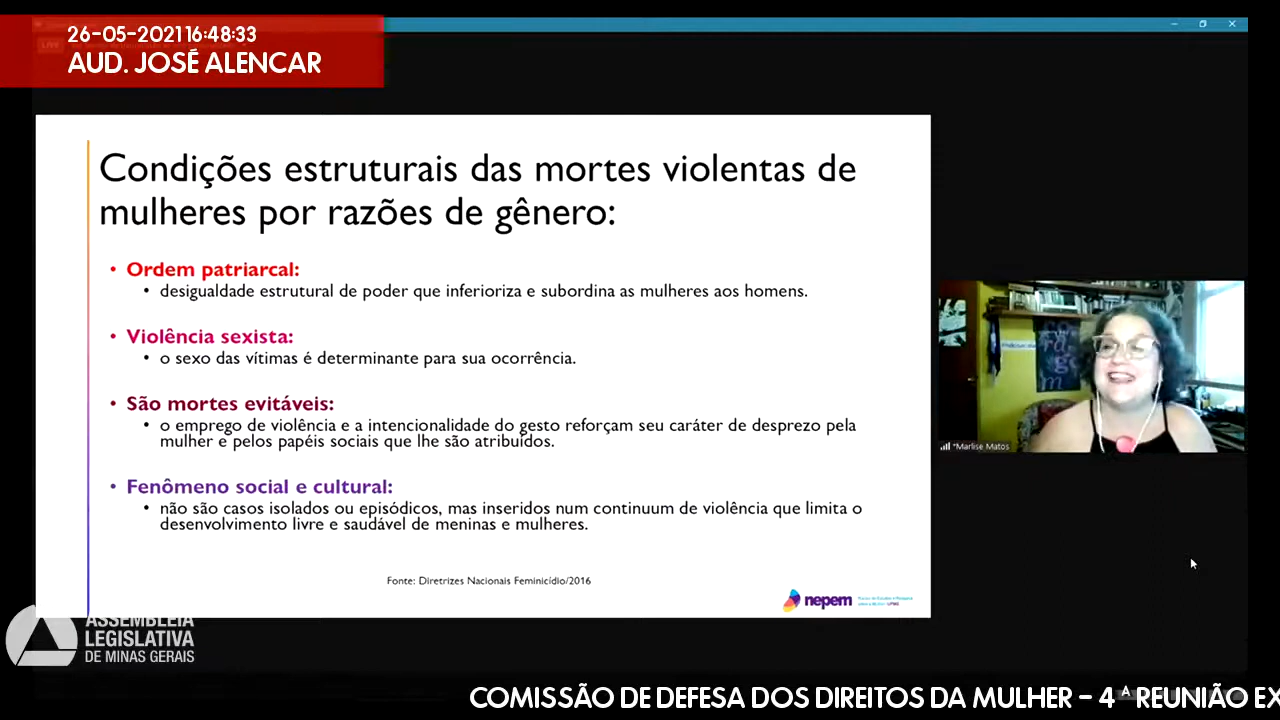 26-05-2021 16:48:33
AUD. JOSÉ ALENCAR
LIVE
Condições estruturais das mortes violentas de
mulheres por razões de gênero:
• Ordem patriarcal:
• desigualdade estrutural de poder que inferioriza e subordina as mulheres aos homens.
• Violência sexista:
• o sexo das vítimas é determinante para sua ocorrência.
• São mortes evitáveis:
• o emprego de violência e a intencionalidade do gesto reforçam seu caráter de desprezo pela
mulher e pelos papéis sociais que lhe são atribuídos.
• Fenômeno social e cultural:
• não são casos isolados ou episódicos, mas inseridos num continuum de violência que limita o
desenvolvimento livre e saudável de meninas e mulheres.
Fonte: Diretrizes Nacionais Feminicídio/2016
nepem
*Marlise Matos
ASSEMBLEIA
LEGISLATIVA
DE MINAS GERAIS
COMISSÃO DE DEFESA DOS DIREITOS DA MULHER - 4ª REUNIÃO EX